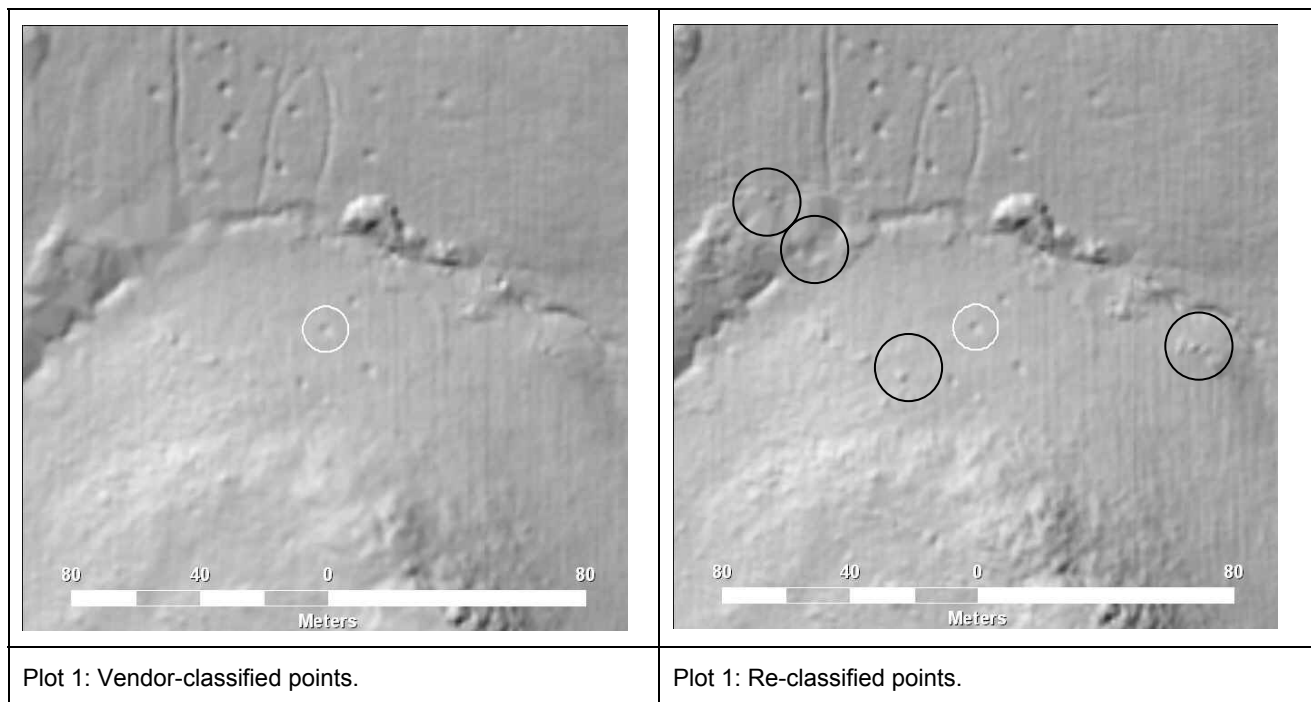 80 40 0 80
Meters
80 40 0 80
Meters
Plot 1: Vendor-classified points.
Plot 1: Re-classified points.